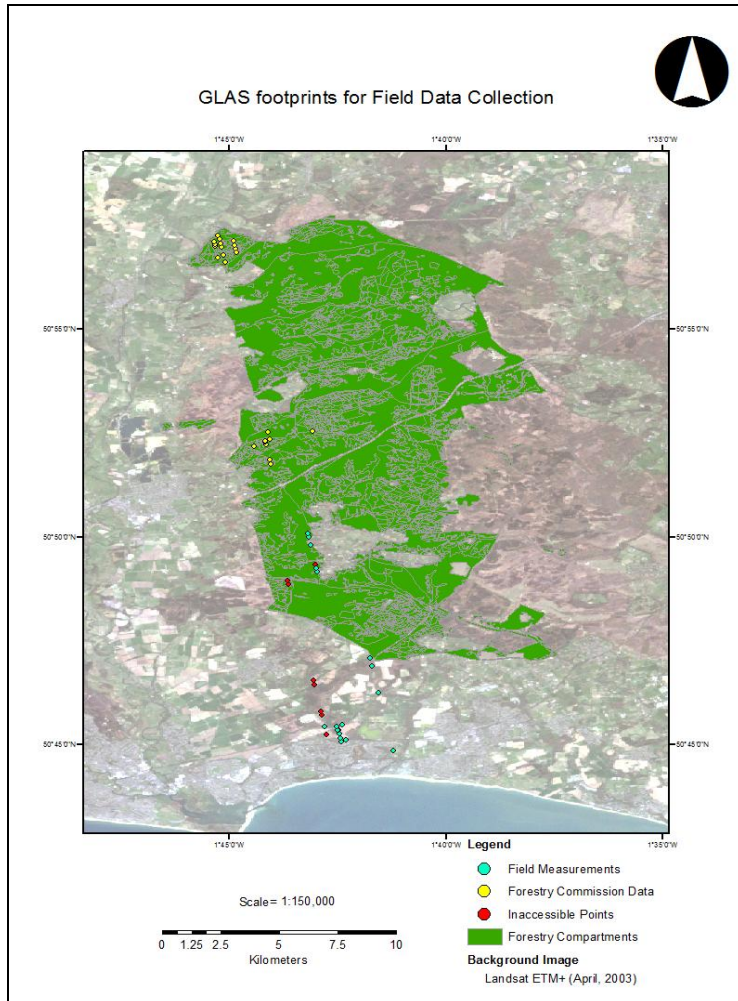 GLAS footprints for Field Data Collection
1°45'0"W 1°40'0"W 1°35'0"W
50°55'0"N 50°55'0"N
50°50'0"N 50°50'0"N
50°45'0"N 50°45'0"N
1°45'0"W 1°40'0"W 1°35'0"W
Legend
Field Measurements
Forestry Commission Data
Inaccessible Points
Forestry Compartments
Background Image
Landsat ETM+ (April, 2003)
Scale= 1:150,000
0 1.25 2.5 5 7.5 10
Kilometers